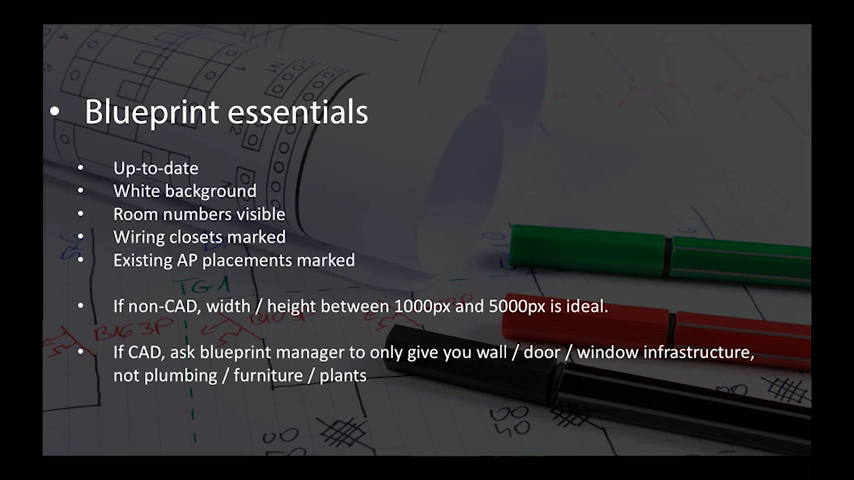 • Blueprint essentials
• Up-to-date
• White background
• Room numbers visible
• Wiring closets marked
• Existing AP placements marked
• If non-CAD, width / height between 1000px and 5000px is ideal.
• If CAD, ask blueprint manager to only give you wall / door / window infrastructure,
not plumbing / furniture / plants
TG1
B163P